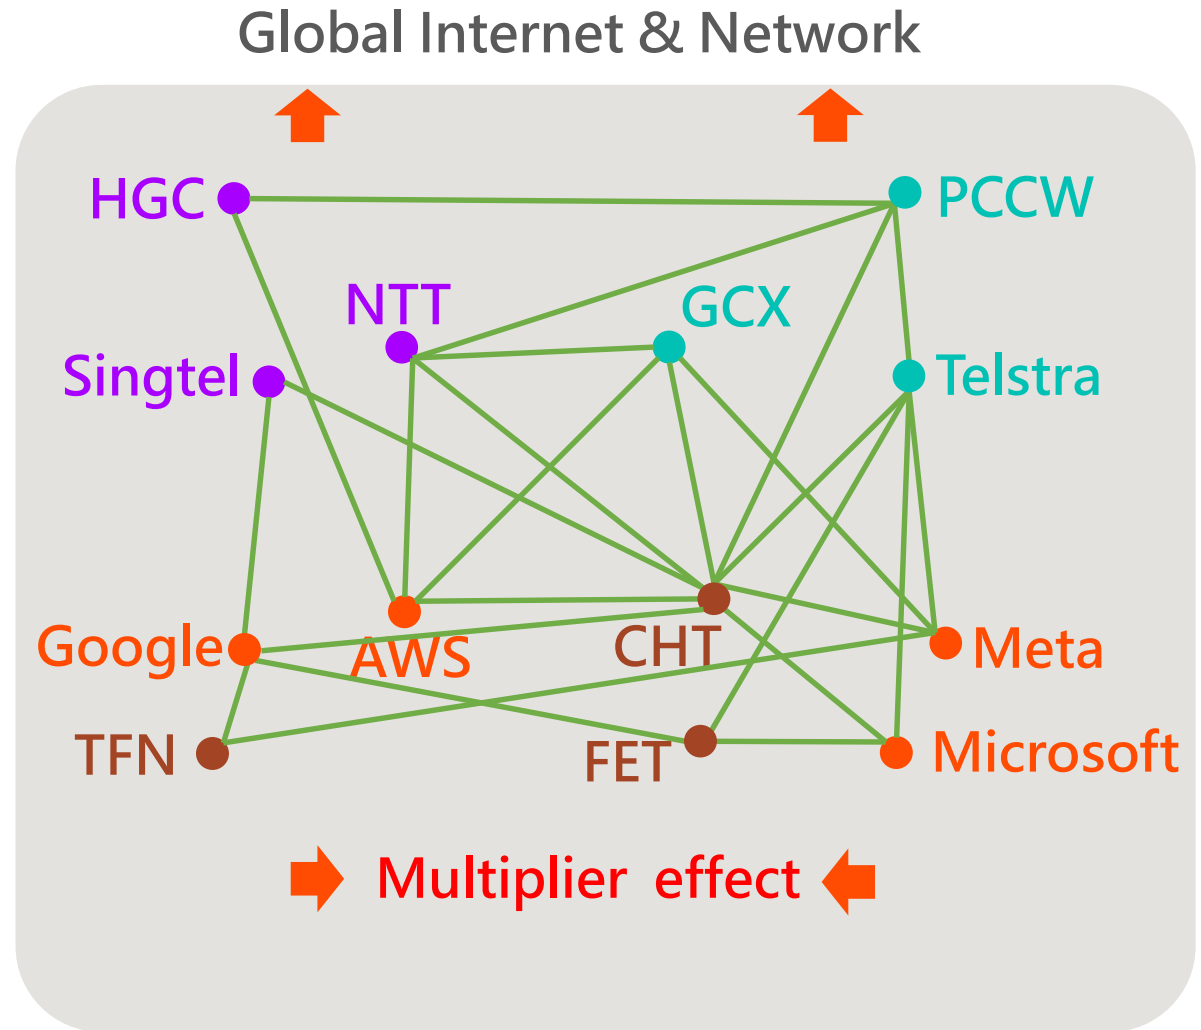 Global Internet & Network
HGC
PCCW
NTT
GCX
Singtel
Telstra
Google
AWS
CHT
Meta
TFN
FET
Microsoft
Multiplier effect